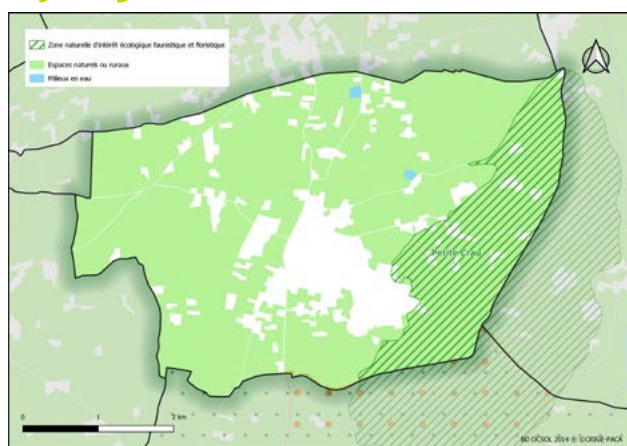 Zone naturelle d'intérêt écologique faunistique et floristique
Espaces naturels ou ruraux
Milieux en eau
Petite Crau
0 1 2 km
BD OCSOL 2014 ® ©CRIGE-PACA